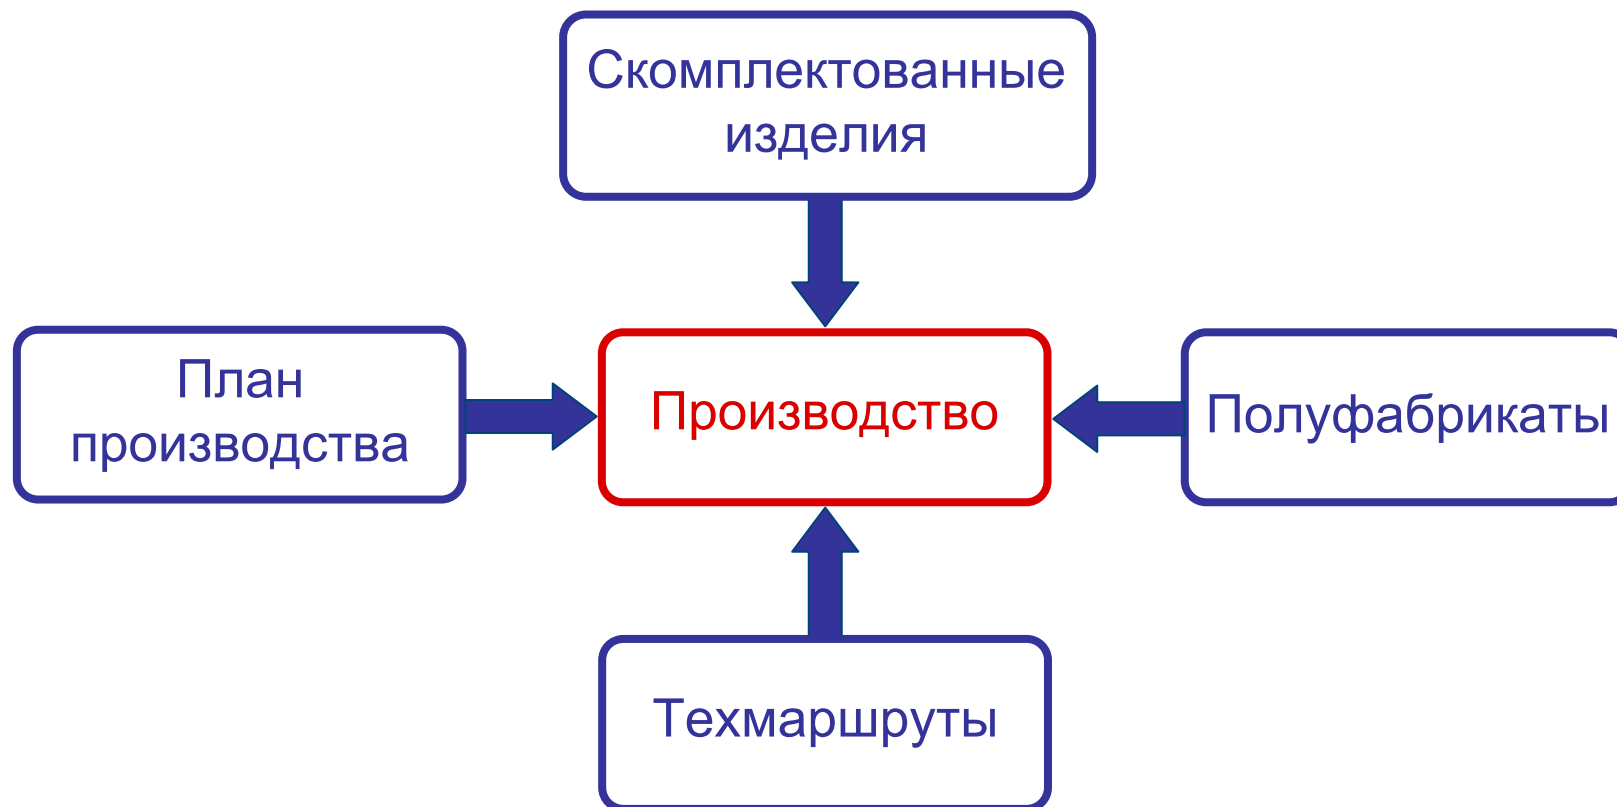 Скомплектованные
изделия
План
производства
Производство
Полуфабрикаты
Техмаршруты